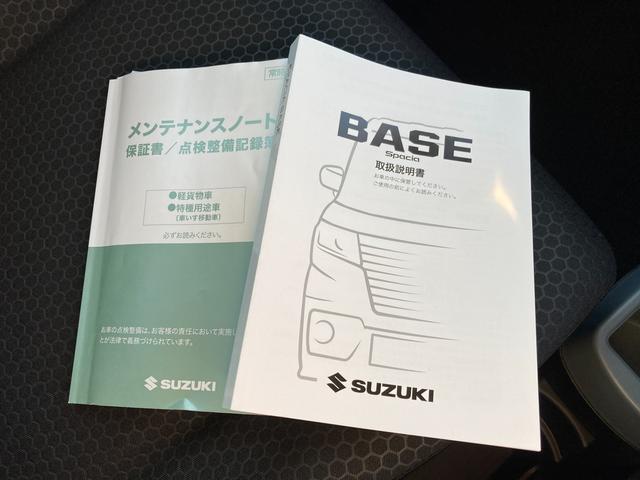 メンテナンスノート
保証書／点検整備記録簿
●軽貨物車
●特種用途車
(車いす移動車)
必ずお読みください。
お車の点検整備は、お客様の責任において実施し
とが法律で義務づけられています。
SUZUKI
BASE
Spacia
取扱説明書
お車の中に保管してください。
ご使用の前によくお読みください。
SUZUKI